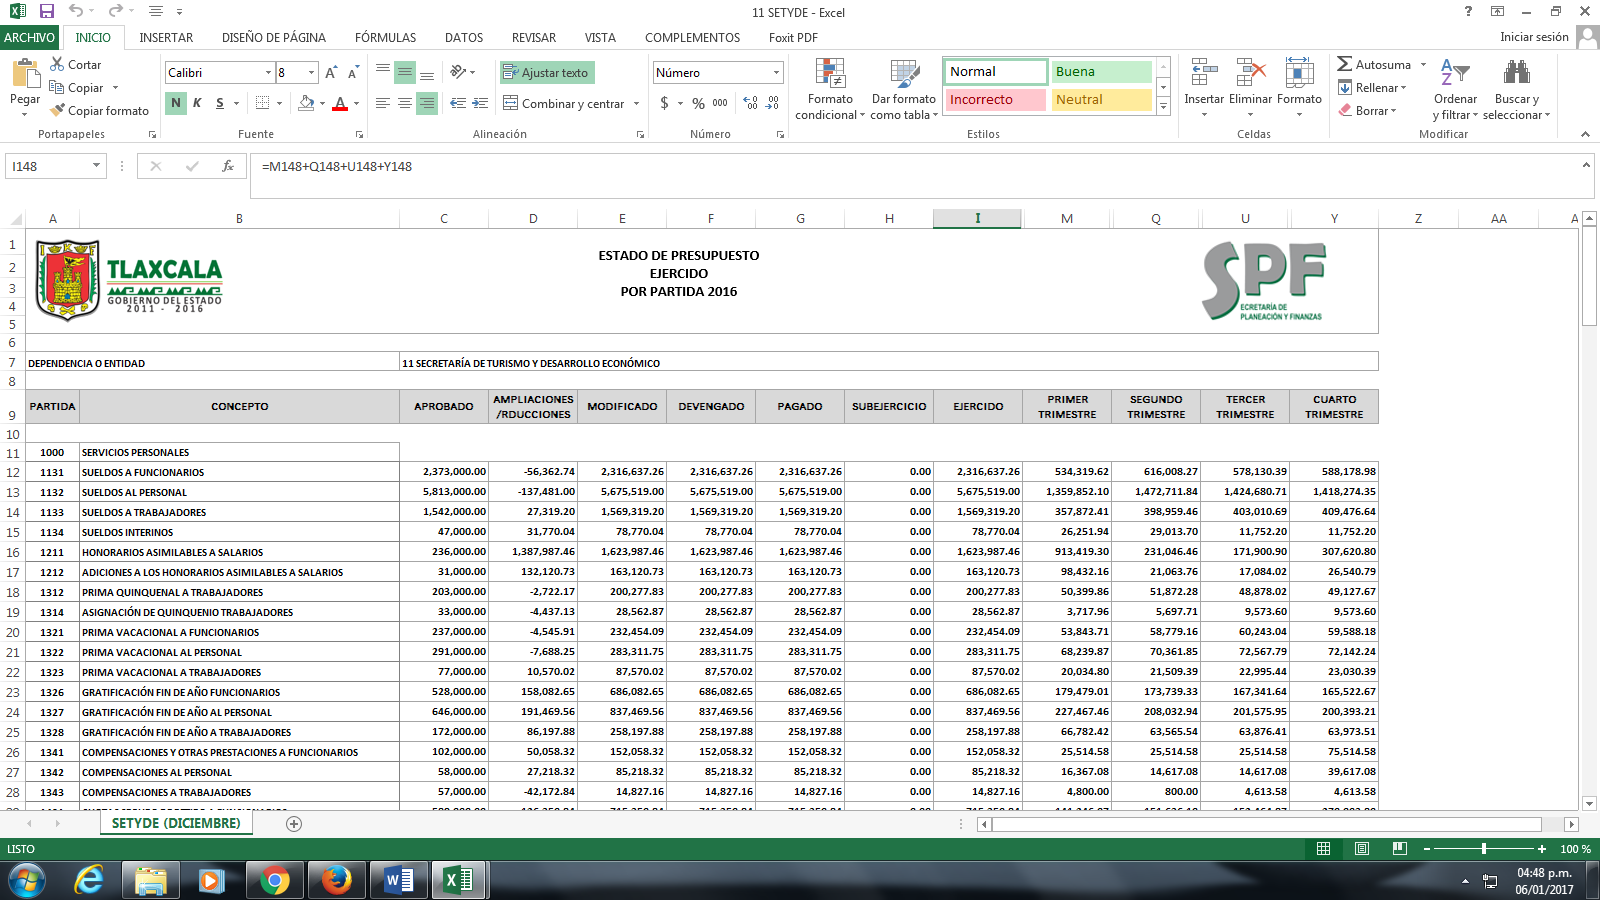 11 SETYDE - Excel
ARCHIVO INICIO INSERTAR DISEÑO DE PÁGINA FÓRMULAS DATOS REVISAR VISTA COMPLEMENTOS Foxit PDF Iniciar sesión
Pegar
Cortar
Copiar
Copiar formato
Portapapeles
Calibri 8
N K S
Fuente
Ajustar texto
Combinar y centrar
Alineación
Número
$ % 000
Número
Formato condicional
Dar formato como tabla
Normal Buena
Incorrecto Neutral
Estilos
Insertar Eliminar Formato
Celdas
Autosuma
Rellenar
Borrar
Ordenar y filtrar
Buscar y seleccionar
Modificar
I148 fx =M148+Q148+U148+Y148
A B C D E F G H I M Q U Y Z AA A
TLAXCALA
GOBIERNO DEL ESTADO
2011 - 2016
ESTADO DE PRESUPUESTO
EJERCIDO
POR PARTIDA 2016
SPF
ECRETARÍA DE
PLANEACIÓN Y FINANZAS
1
2
3
4
5
6
7 DEPENDENCIA O ENTIDAD 11 SECRETARÍA DE TURISMO Y DESARROLLO ECONÓMICO
8
9 PARTIDA CONCEPTO APROBADO AMPLIACIONES /RDUCCIONES MODIFICADO DEVENGADO PAGADO SUBEJERCICIO EJERCIDO PRIMER TRIMESTRE SEGUNDO TRIMESTRE TERCER TRIMESTRE CUARTO TRIMESTRE
10
11 1000 SERVICIOS PERSONALES
12 1131 SUELDOS A FUNCIONARIOS 2,373,000.00 -56,362.74 2,316,637.26 2,316,637.26 2,316,637.26 0.00 2,316,637.26 534,319.62 616,008.27 578,130.39 588,178.98
13 1132 SUELDOS AL PERSONAL 5,813,000.00 -137,481.00 5,675,519.00 5,675,519.00 5,675,519.00 0.00 5,675,519.00 1,359,852.10 1,472,711.84 1,424,680.71 1,418,274.35
14 1133 SUELDOS A TRABAJADORES 1,542,000.00 27,319.20 1,569,319.20 1,569,319.20 1,569,319.20 0.00 1,569,319.20 357,872.41 398,959.46 403,010.69 409,476.64
15 1134 SUELDOS INTERINOS 47,000.00 31,770.04 78,770.04 78,770.04 78,770.04 0.00 78,770.04 26,251.94 29,013.70 11,752.20 11,752.20
16 1211 HONORARIOS ASIMILABLES A SALARIOS 236,000.00 1,387,987.46 1,623,987.46 1,623,987.46 1,623,987.46 0.00 1,623,987.46 913,419.30 231,046.46 171,900.90 307,620.80
17 1212 ADICIONES A LOS HONORARIOS ASIMILABLES A SALARIOS 31,000.00 132,120.73 163,120.73 163,120.73 163,120.73 0.00 163,120.73 98,432.16 21,063.76 17,084.02 26,540.79
18 1312 PRIMA QUINQUENAL A TRABAJADORES 203,000.00 -2,722.17 200,277.83 200,277.83 200,277.83 0.00 200,277.83 50,399.86 51,872.28 48,878.02 49,127.67
19 1314 ASIGNACIÓN DE QUINQUENIO TRABAJADORES 33,000.00 -4,437.13 28,562.87 28,562.87 28,562.87 0.00 28,562.87 3,717.96 5,697.71 9,573.60 9,573.60
20 1321 PRIMA VACACIONAL A FUNCIONARIOS 237,000.00 -4,545.91 232,454.09 232,454.09 232,454.09 0.00 232,454.09 53,843.71 58,779.16 60,243.04 59,588.18
21 1322 PRIMA VACACIONAL AL PERSONAL 291,000.00 -7,688.25 283,311.75 283,311.75 283,311.75 0.00 283,311.75 68,239.87 70,361.85 72,567.79 72,142.24
22 1323 PRIMA VACACIONAL A TRABAJADORES 77,000.00 10,570.02 87,570.02 87,570.02 87,570.02 0.00 87,570.02 20,034.80 21,509.39 22,995.44 23,030.39
23 1326 GRATIFICACIÓN FIN DE AÑO FUNCIONARIOS 528,000.00 158,082.65 686,082.65 686,082.65 686,082.65 0.00 686,082.65 179,479.01 173,739.33 167,341.64 165,522.67
24 1327 GRATIFICACIÓN FIN DE AÑO AL PERSONAL 646,000.00 191,469.56 837,469.56 837,469.56 837,469.56 0.00 837,469.56 227,467.46 208,032.94 201,575.95 200,393.21
25 1328 GRATIFICACIÓN FIN DE AÑO A TRABAJADORES 172,000.00 86,197.88 258,197.88 258,197.88 258,197.88 0.00 258,197.88 66,782.42 63,565.54 63,876.41 63,973.51
26 1341 COMPENSACIONES Y OTRAS PRESTACIONES A FUNCIONARIOS 102,000.00 50,058.32 152,058.32 152,058.32 152,058.32 0.00 152,058.32 25,514.58 25,514.58 25,514.58 75,514.58
27 1342 COMPENSACIONES AL PERSONAL 58,000.00 27,218.32 85,218.32 85,218.32 85,218.32 0.00 85,218.32 16,367.08 14,617.08 14,617.08 39,617.08
28 1343 COMPENSACIONES A TRABAJADORES 57,000.00 -42,172.84 14,827.16 14,827.16 14,827.16 0.00 14,827.16 4,800.00 800.00 4,613.58 4,613.58
SETYDE (DICIEMBRE)
LISTO 100 %
04:48 p.m.
06/01/2017